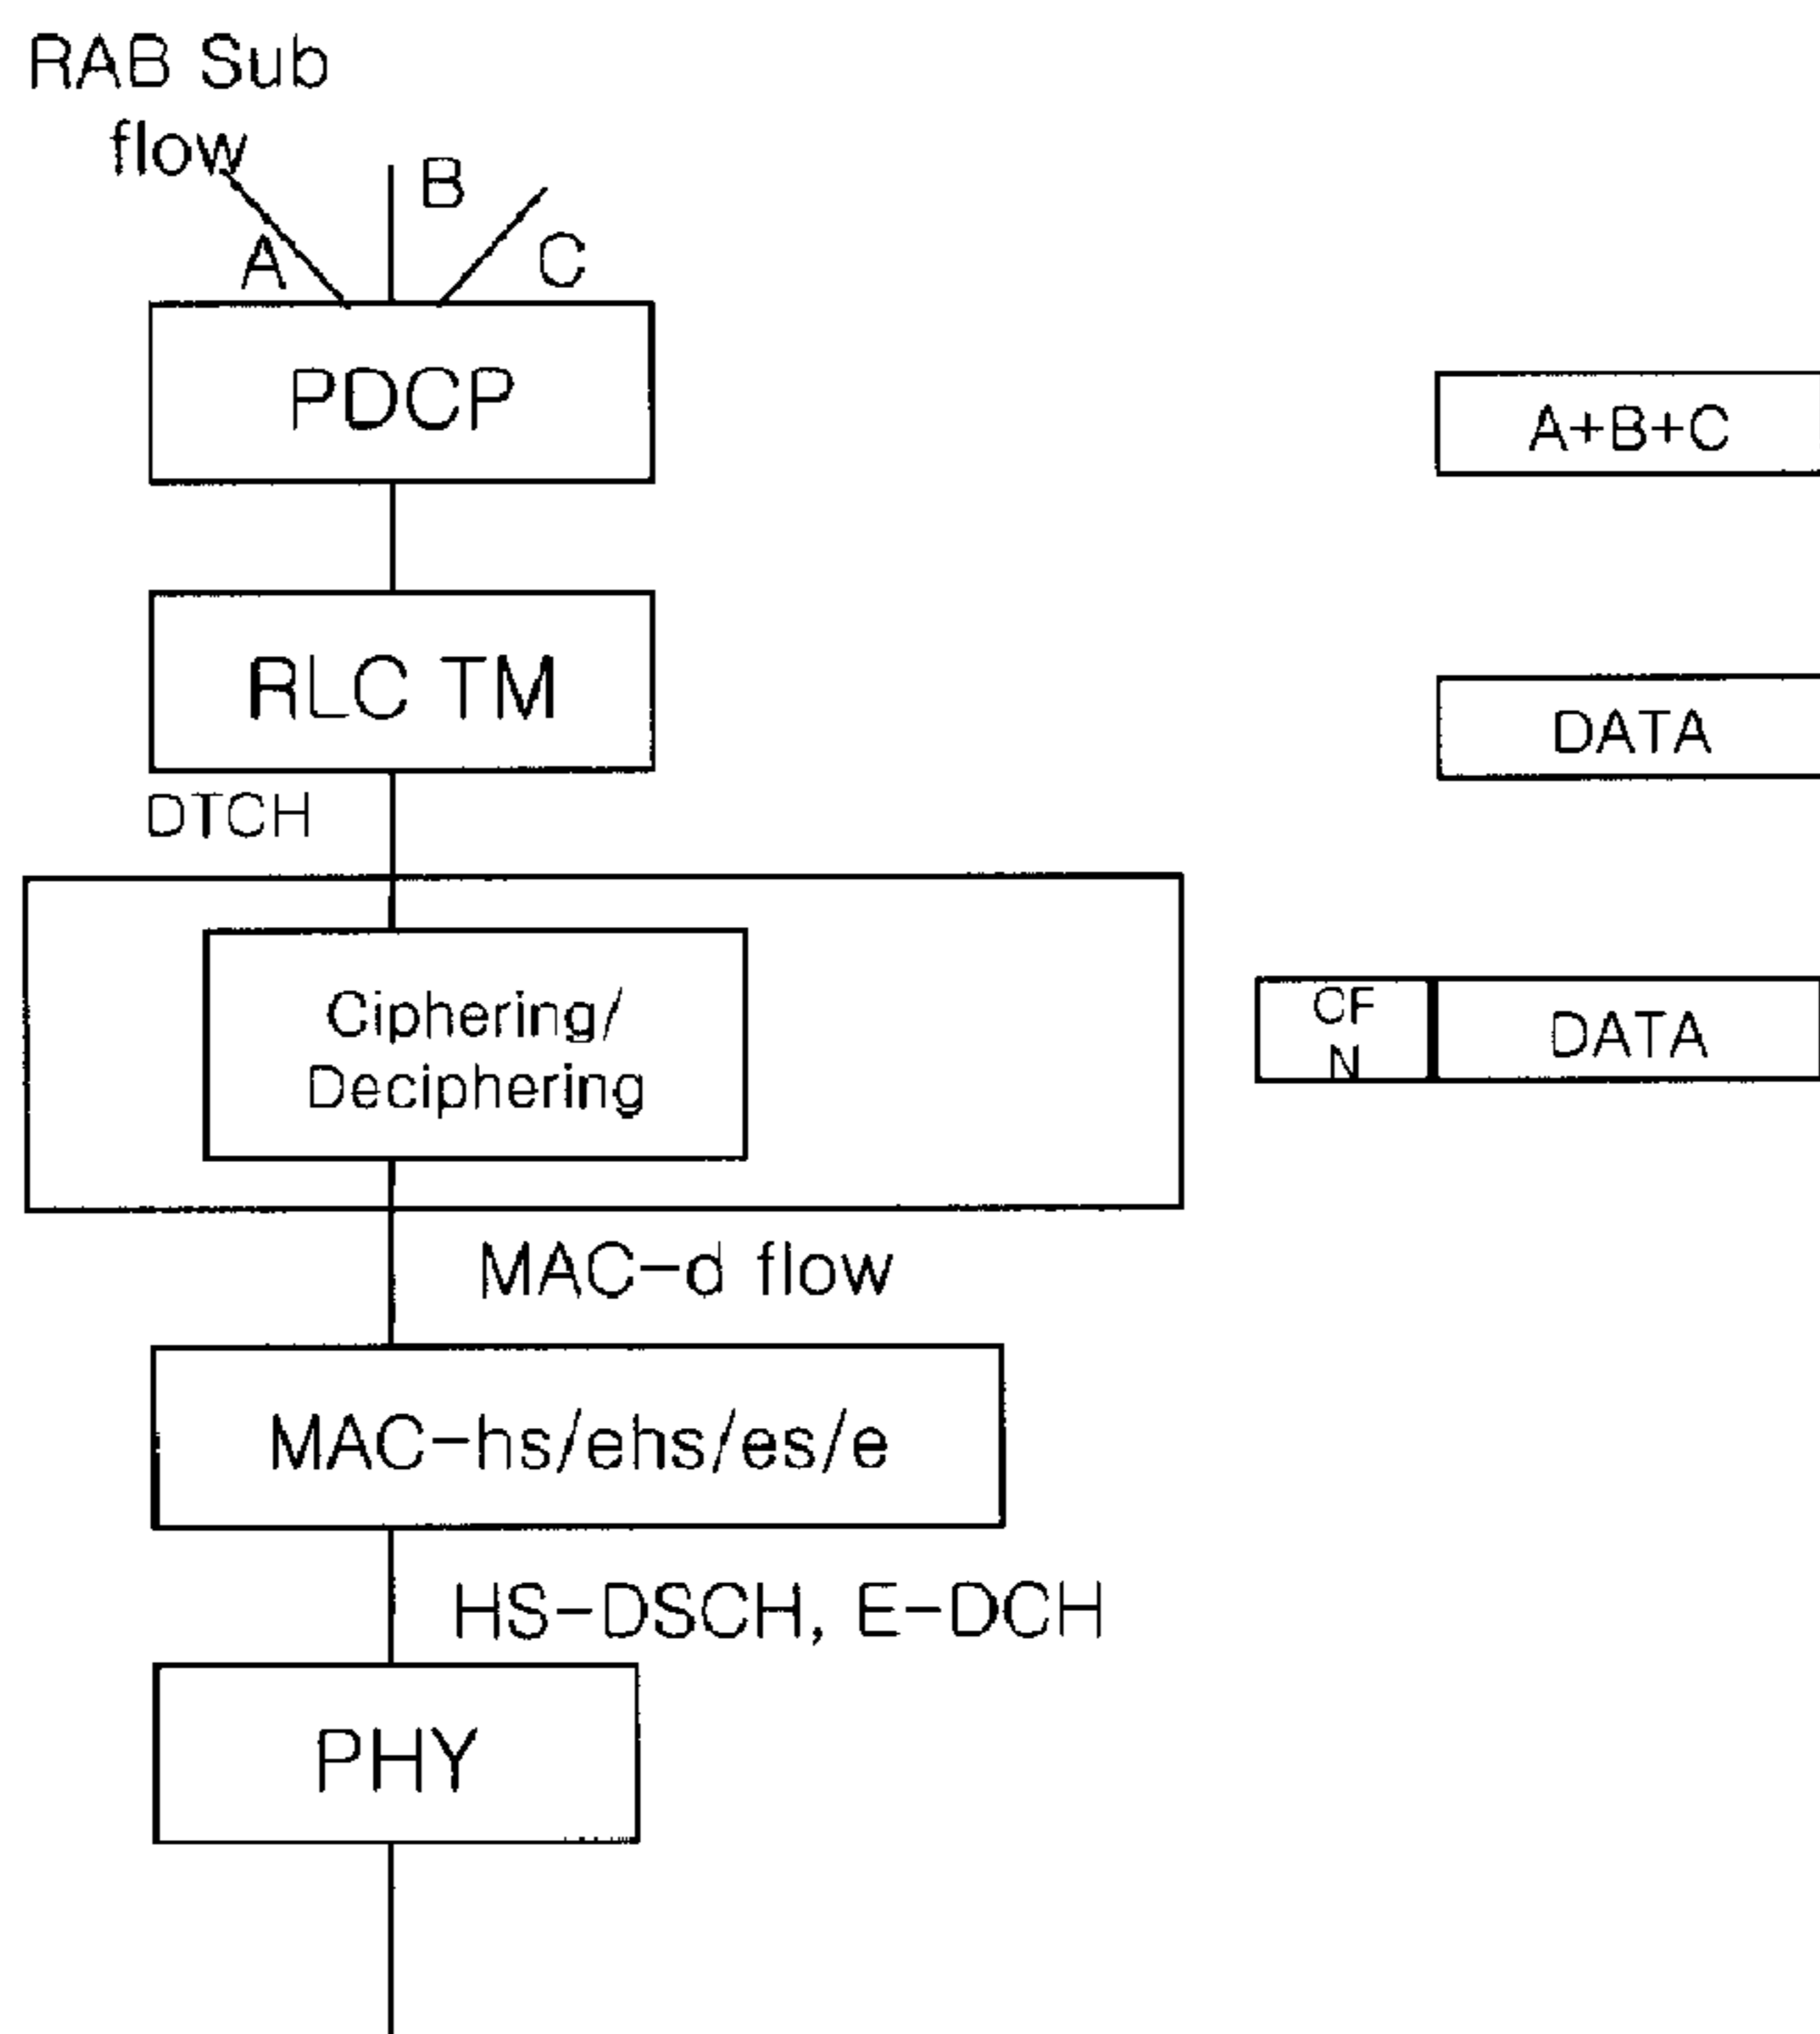 RAB Sub
flow
A
B
C
PDCP
A+B+C
RLC TM
DATA
DTCH
Ciphering/
Deciphering
CF
N
DATA
MAC-d flow
MAC-hs/ehs/es/e
HS-DSCH, E-DCH
PHY